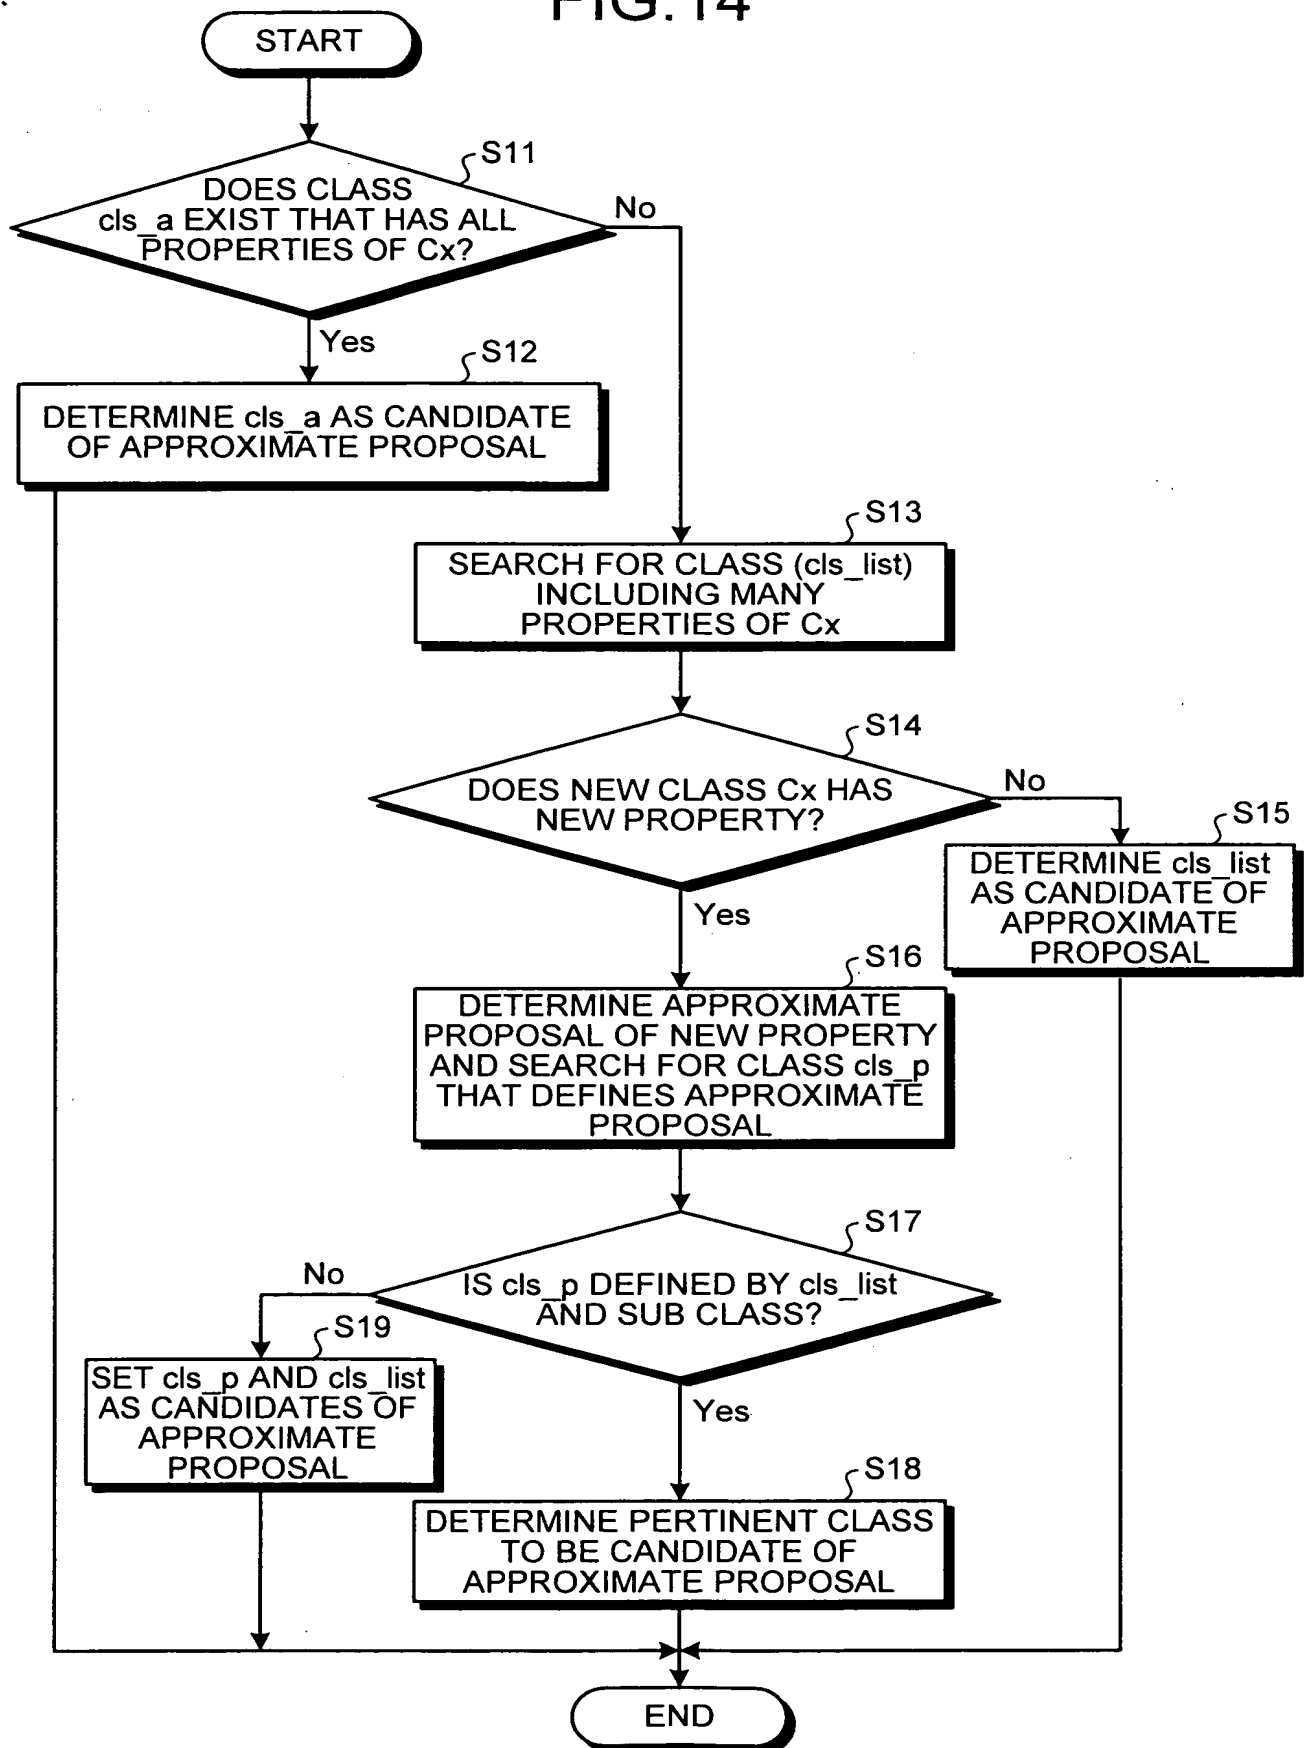 FIG.14
START
S11
DOES CLASS
cls_a EXIST THAT HAS ALL
PROPERTIES OF Cx?
No
Yes
S12
DETERMINE cls_a AS CANDIDATE
OF APPROXIMATE PROPOSAL
S13
SEARCH FOR CLASS (cls_list)
INCLUDING MANY
PROPERTIES OF Cx
S14
DOES NEW CLASS Cx HAS
NEW PROPERTY?
No
Yes
S15
DETERMINE cls_list
AS CANDIDATE OF
APPROXIMATE
PROPOSAL
S16
DETERMINE APPROXIMATE
PROPOSAL OF NEW PROPERTY
AND SEARCH FOR CLASS cls_p
THAT DEFINES APPROXIMATE
PROPOSAL
S17
IS cls_p DEFINED BY cls_list
AND SUB CLASS?
No
Yes
S19
SET cls_p AND cls_list
AS CANDIDATES OF
APPROXIMATE
PROPOSAL
S18
DETERMINE PERTINENT CLASS
TO BE CANDIDATE OF
APPROXIMATE PROPOSAL
END